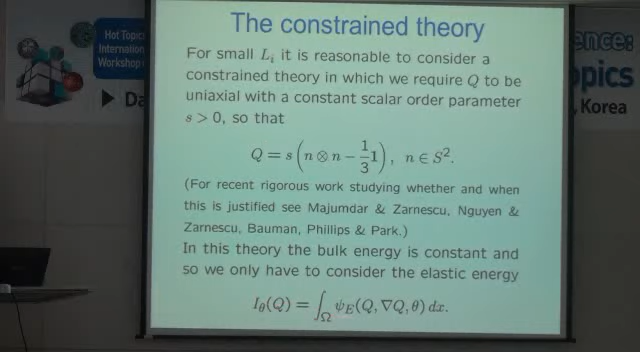 The constrained theory
For small L_i it is reasonable to consider a
constrained theory in which we require Q to be
uniaxial with a constant scalar order parameter
s > 0, so that
Q = s ( n ⊗ n − 1/3 1 ) , n ∈ S².
(For recent rigorous work studying whether and when
this is justified see Majumdar & Zarnescu, Nguyen &
Zarnescu, Bauman, Phillips & Park.)
In this theory the bulk energy is constant and
so we only have to consider the elastic energy
I_θ(Q) = ∫_Ω ψ_E(Q, ∇Q, θ) dx.
Hot Topic
Internation
Workshop
Da
ence:
opics
, Korea